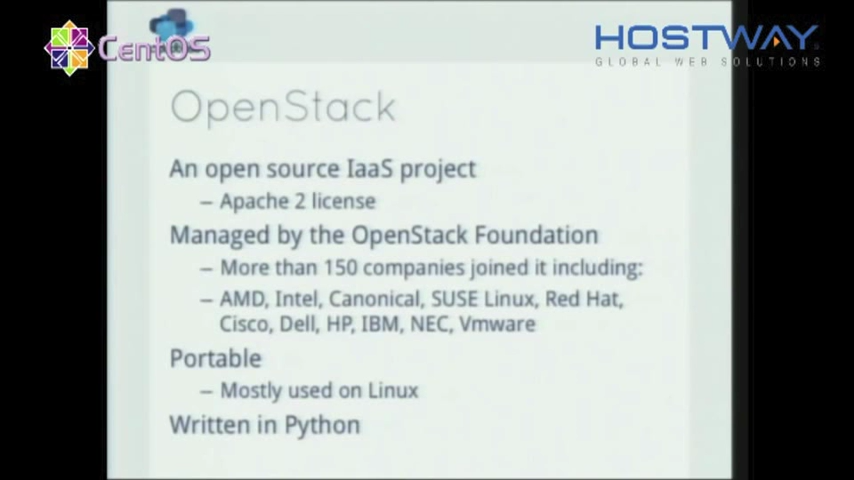 CentOS
HOSTWAY
GLOBAL WEB SOLUTIONS
OpenStack
An open source IaaS project
– Apache 2 license
Managed by the OpenStack Foundation
– More than 150 companies joined it including:
– AMD, Intel, Canonical, SUSE Linux, Red Hat,
Cisco, Dell, HP, IBM, NEC, Vmware
Portable
– Mostly used on Linux
Written in Python